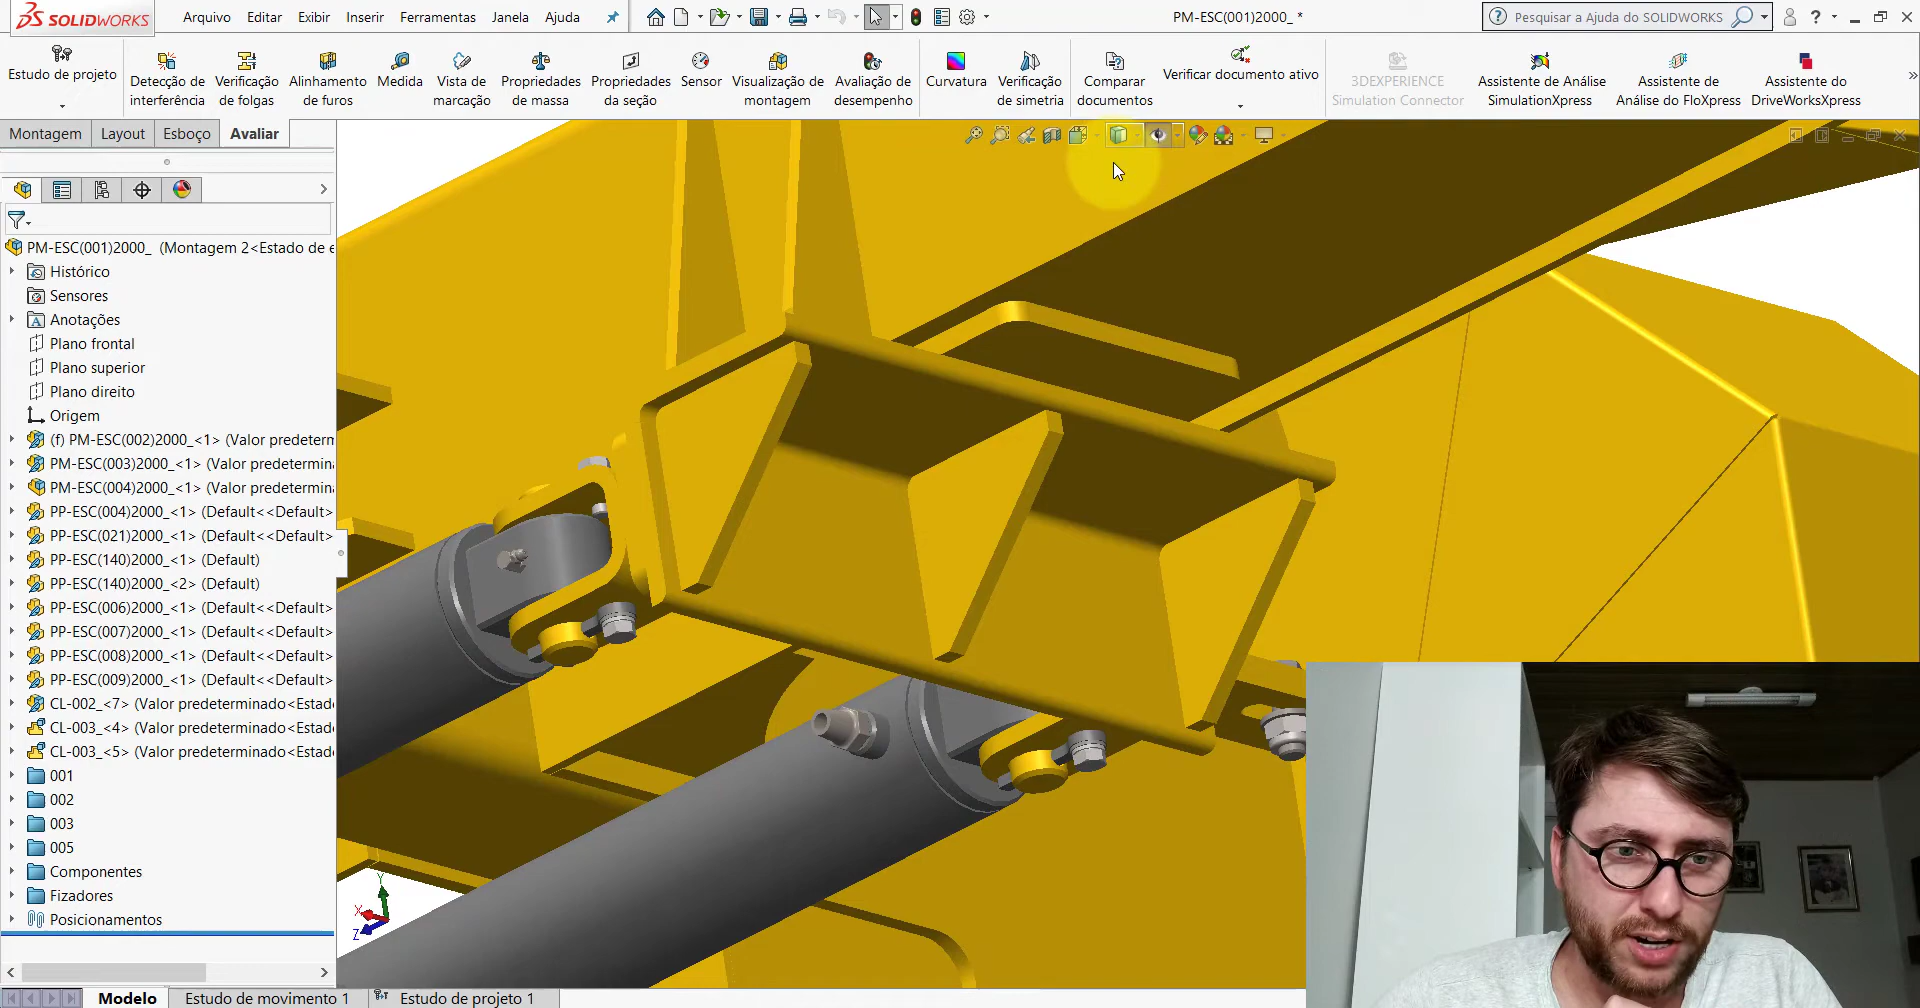 SOLIDWORKS
Arquivo Editar Exibir Inserir Ferramentas Janela Ajuda
PM-ESC(001)2000_ *
Pesquisar a Ajuda do SOLIDWORKS
Estudo de projeto
Detecção de interferência
Verificação de folgas
Alinhamento de furos
Medida
Vista de marcação
Propriedades de massa
Propriedades da seção
Sensor
Visualização de montagem
Avaliação de desempenho
Curvatura
Verificação de simetria
Comparar documentos
Verificar documento ativo
3DEXPERIENCE Simulation Connector
Assistente de Análise SimulationXpress
Assistente de Análise do FloXpress
Assistente do DriveWorksXpress
Montagem Layout Esboço Avaliar
PM-ESC(001)2000_ (Montagem 2<Estado de e
Histórico
Sensores
Anotações
Plano frontal
Plano superior
Plano direito
Origem
(f) PM-ESC(002)2000_<1> (Valor predeterm
PM-ESC(003)2000_<1> (Valor predetermina
PM-ESC(004)2000_<1> (Valor predetermina
PP-ESC(004)2000_<1> (Default<<Default>
PP-ESC(021)2000_<1> (Default<<Default>
PP-ESC(140)2000_<1> (Default)
PP-ESC(140)2000_<2> (Default)
PP-ESC(006)2000_<1> (Default<<Default>
PP-ESC(007)2000_<1> (Default<<Default>
PP-ESC(008)2000_<1> (Default<<Default>
PP-ESC(009)2000_<1> (Default<<Default>
CL-002_<7> (Valor predeterminado<Estado
CL-003_<4> (Valor predeterminado<Estado
CL-003_<5> (Valor predeterminado<Estado
001
002
003
005
Componentes
Fizadores
Posicionamentos
Y
X
Z
Modelo Estudo de movimento 1 Estudo de projeto 1